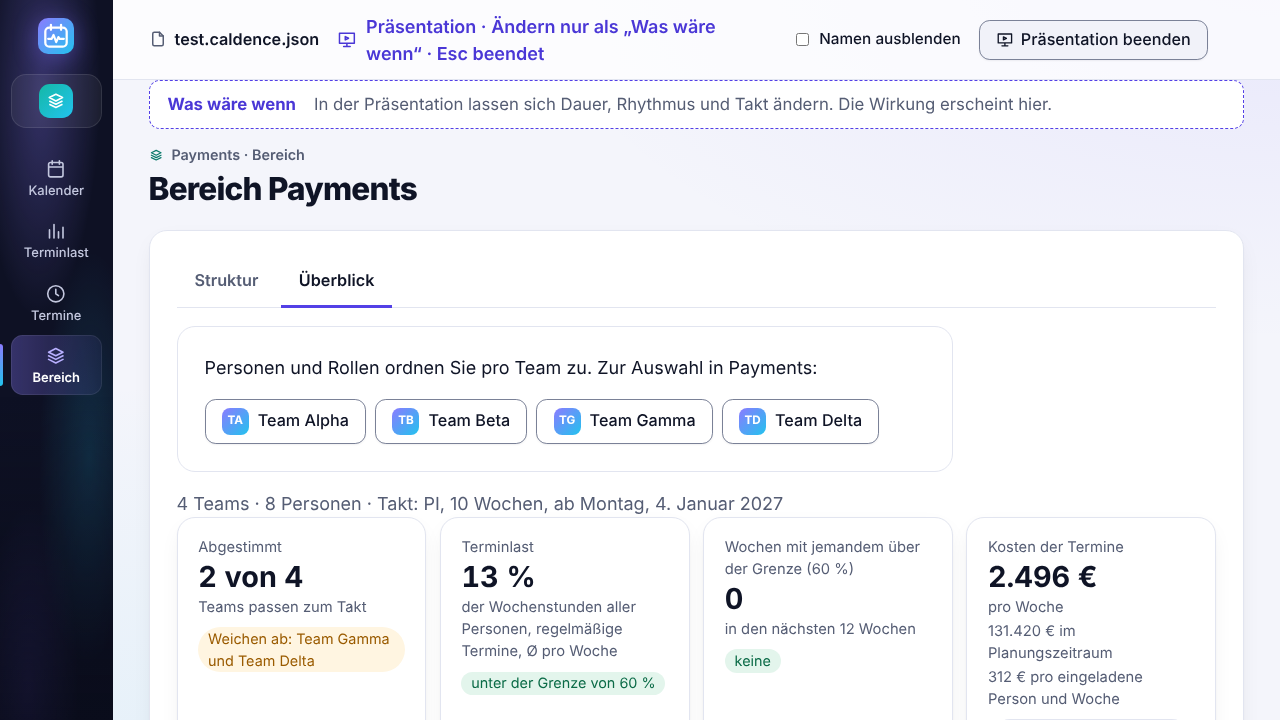 test.caldence.json
Präsentation · Ändern nur als „Was wäre
wenn“ · Esc beendet
Namen ausblenden
Präsentation beenden
Was wäre wenn
In der Präsentation lassen sich Dauer, Rhythmus und Takt ändern. Die Wirkung erscheint hier.
Kalender
Terminlast
Termine
Bereich
Payments · Bereich
Bereich Payments
Struktur
Überblick
Personen und Rollen ordnen Sie pro Team zu. Zur Auswahl in Payments:
TA Team Alpha
TB Team Beta
TG Team Gamma
TD Team Delta
4 Teams · 8 Personen · Takt: PI, 10 Wochen, ab Montag, 4. Januar 2027
Abgestimmt
2 von 4
Teams passen zum Takt
Weichen ab: Team Gamma
und Team Delta
Terminlast
13 %
der Wochenstunden aller
Personen, regelmäßige
Termine, Ø pro Woche
unter der Grenze von 60 %
Wochen mit jemandem über
der Grenze (60 %)
0
in den nächsten 12 Wochen
keine
Kosten der Termine
2.496 €
pro Woche
131.420 € im
Planungszeitraum
312 € pro eingeladene
Person und Woche